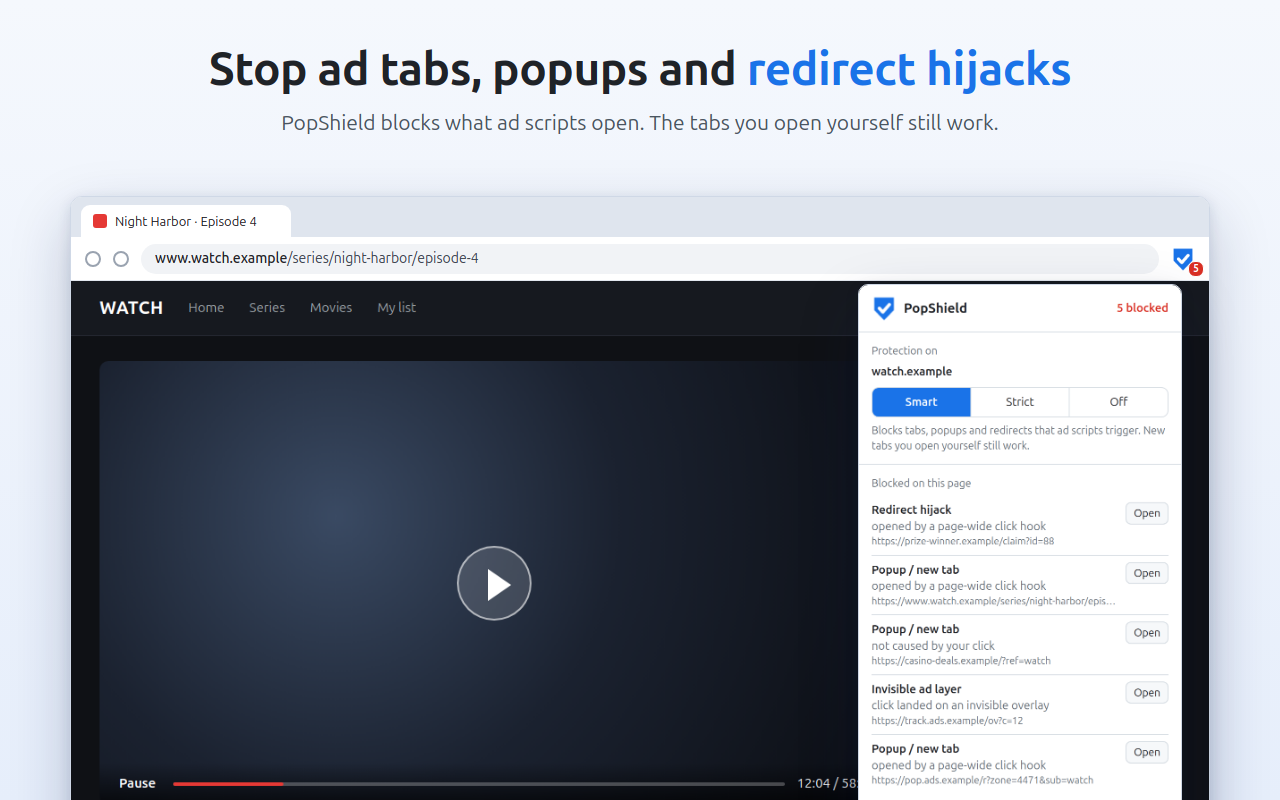 Stop ad tabs, popups and redirect hijacks
PopShield blocks what ad scripts open. The tabs you open yourself still work.
Night Harbor · Episode 4
www.watch.example/series/night-harbor/episode-4
5
WATCH
Home
Series
Movies
My list
PopShield
5 blocked
Protection on
watch.example
Smart
Strict
Off
Blocks tabs, popups and redirects that ad scripts trigger. New
tabs you open yourself still work.
Blocked on this page
Redirect hijack
Open
opened by a page-wide click hook
https://prize-winner.example/claim?id=88
Popup / new tab
Open
opened by a page-wide click hook
https://www.watch.example/series/night-harbor/epis…
Popup / new tab
Open
not caused by your click
https://casino-deals.example/?ref=watch
Invisible ad layer
Open
click landed on an invisible overlay
https://track.ads.example/ov?c=12
Popup / new tab
Open
opened by a page-wide click hook
https://pop.ads.example/r?zone=4471&sub=watch
Pause
12:04 / 58: